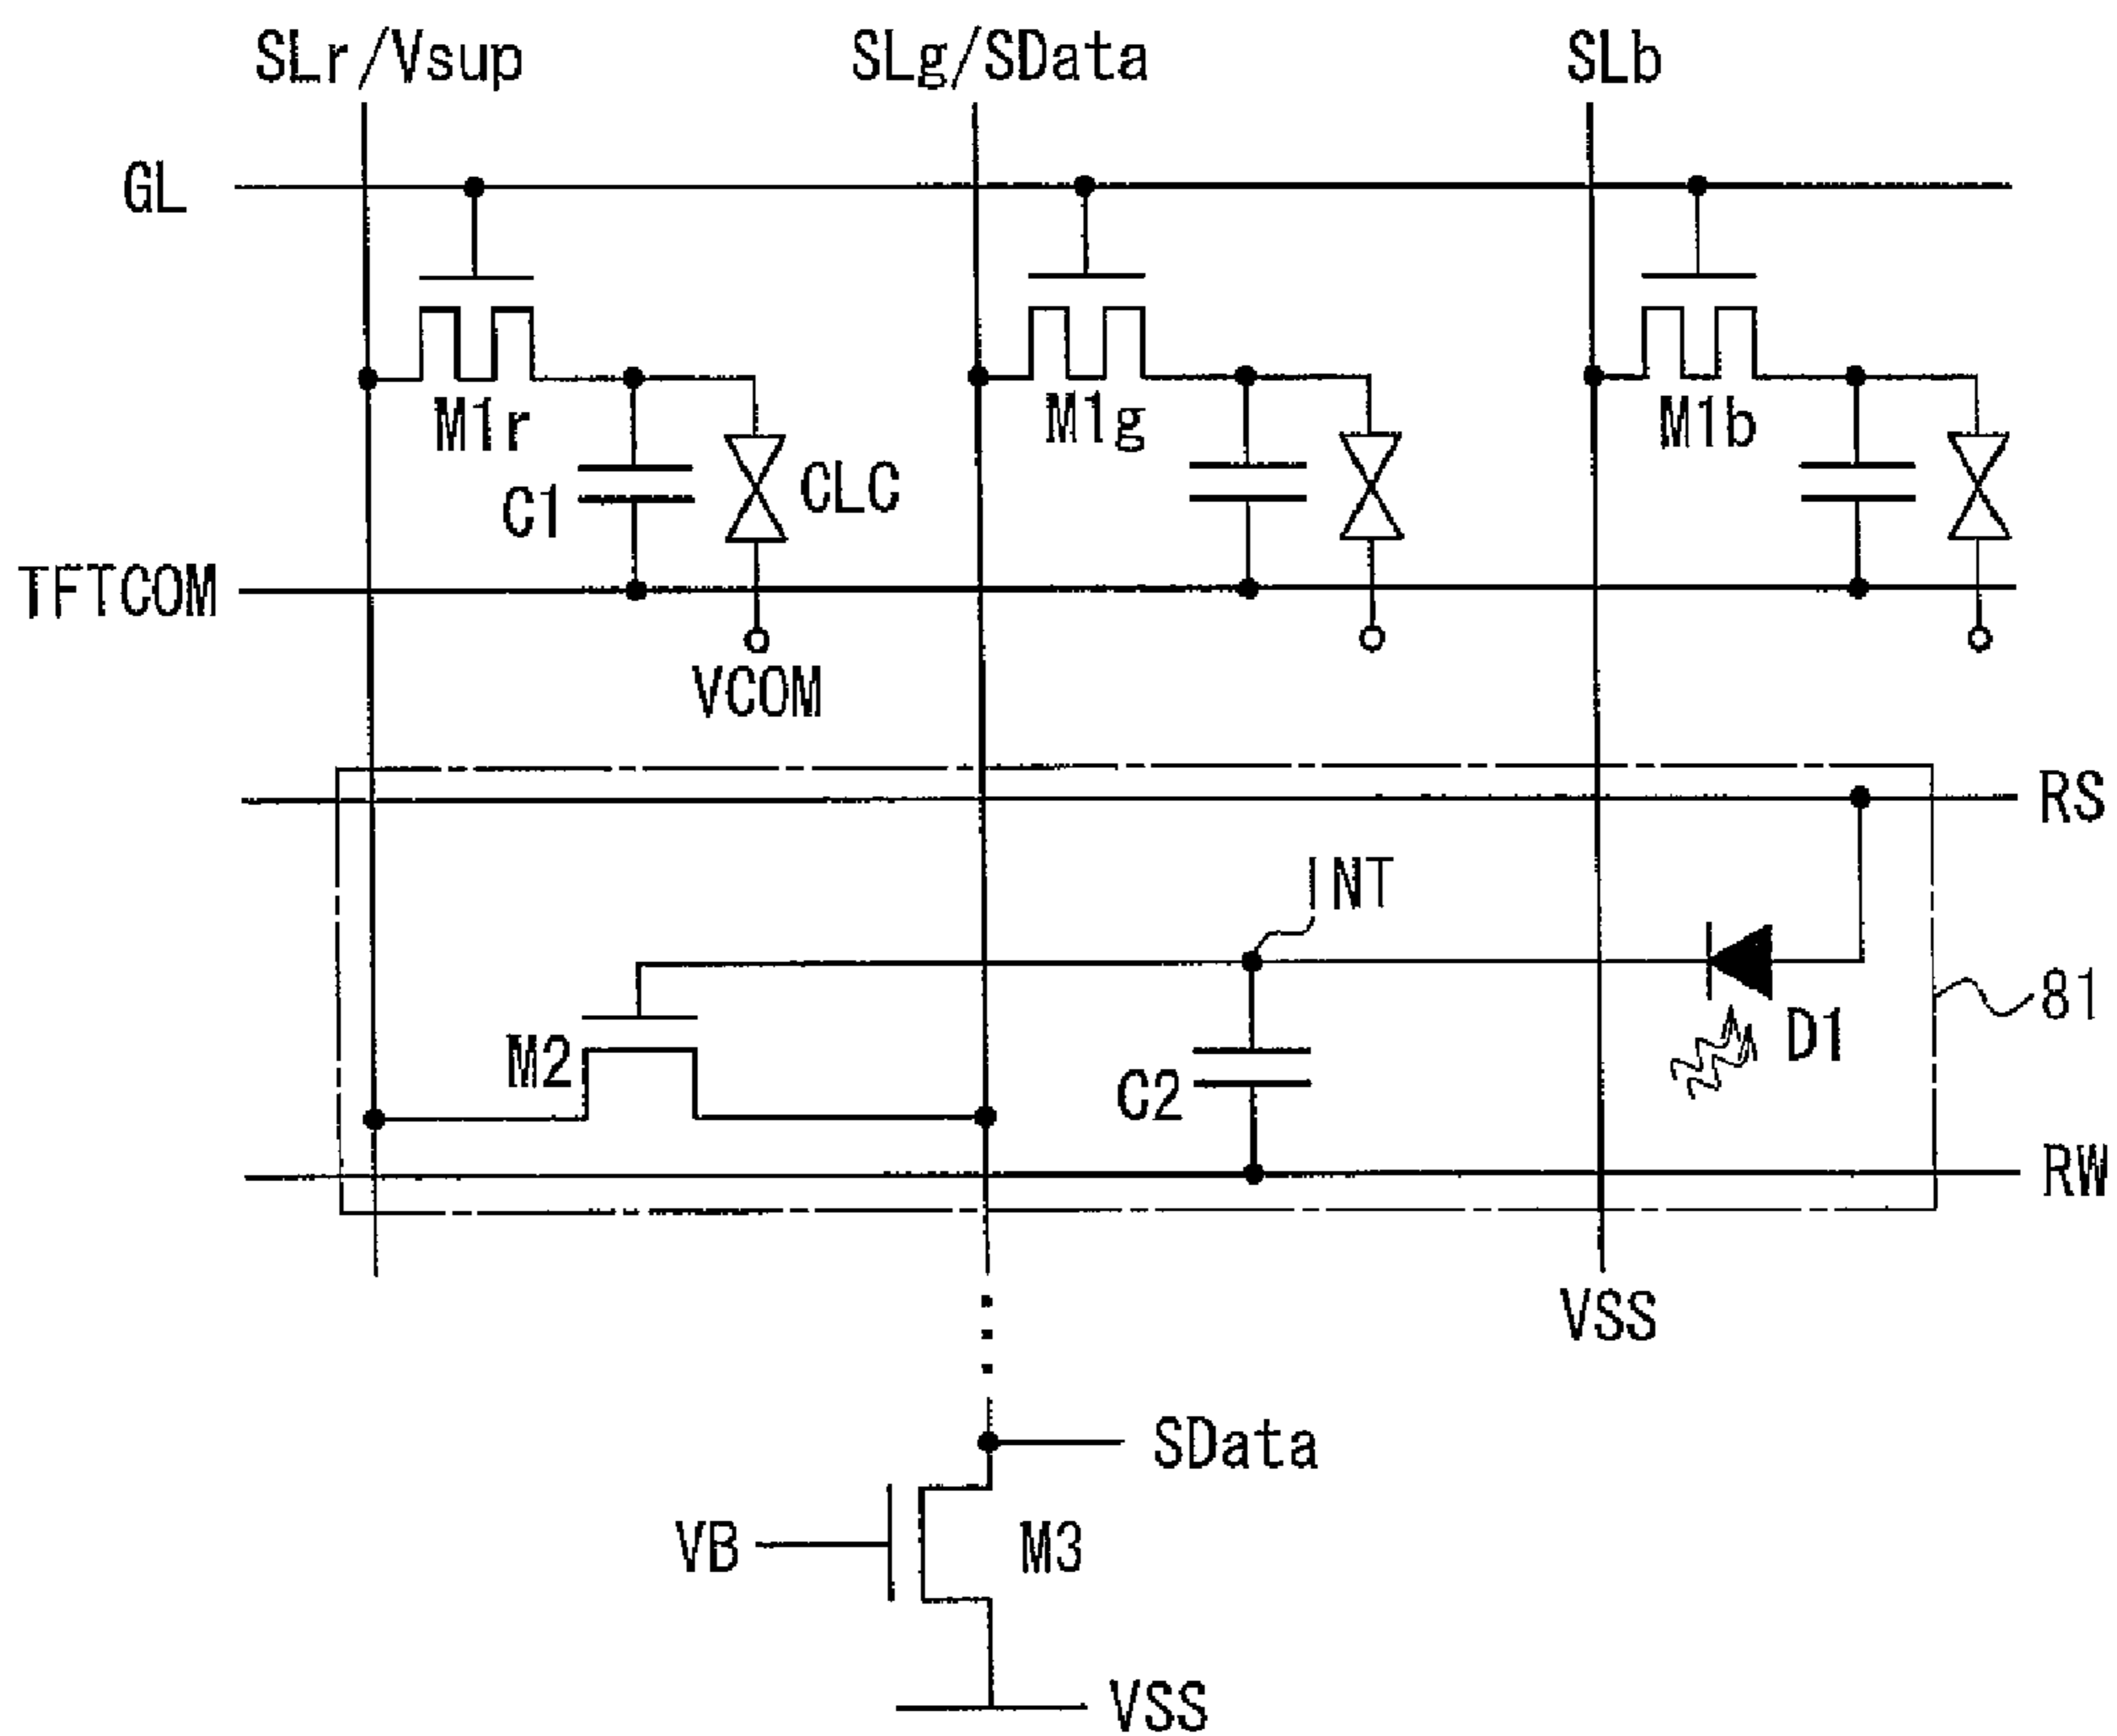 SLr/Vsup
SLg/SData
SLb
GL
M1r
M1g
M1b
C1
CLC
TFTCOM
VCOM
RS
INT
81
M2
C2
D1
RW
VSS
SData
VB
M3
VSS